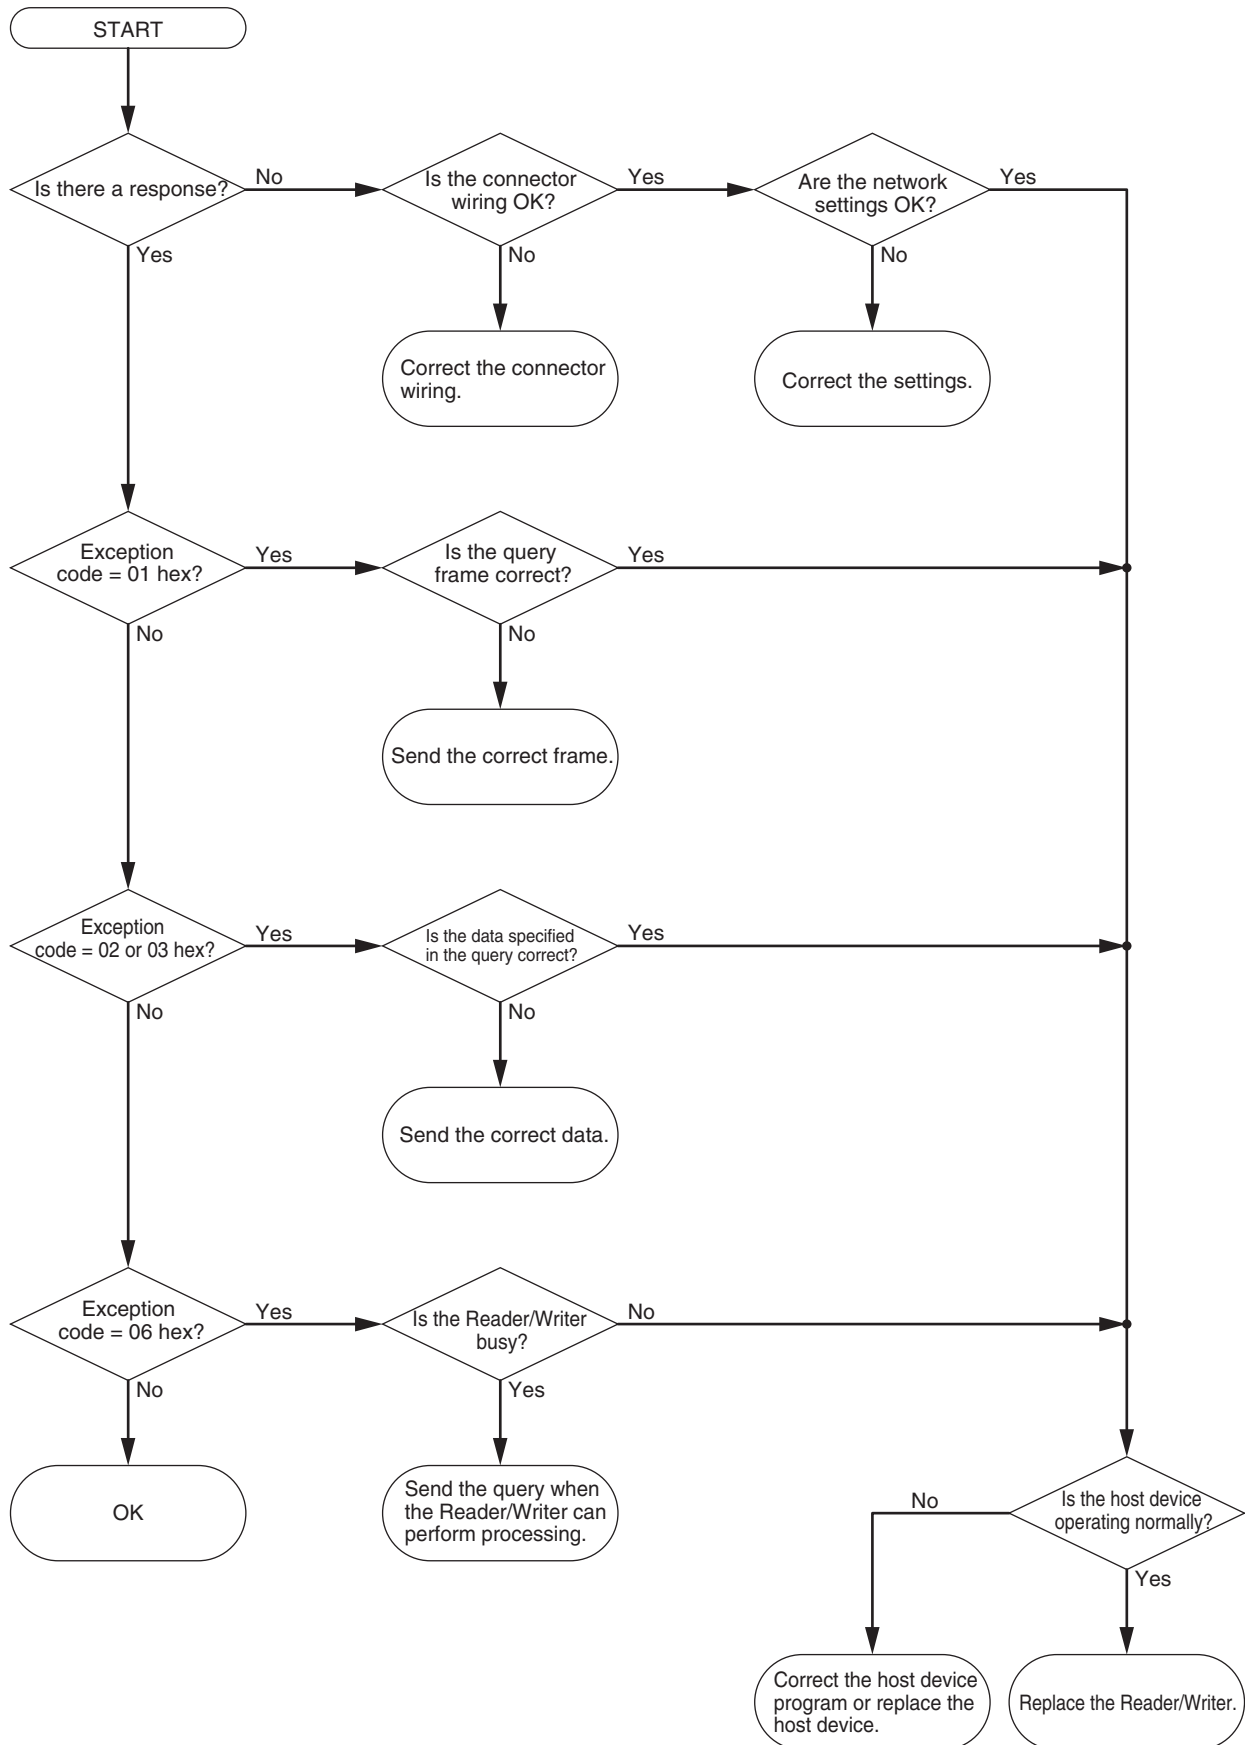 START
Is there a response?
No
Is the connector
wiring OK?
Yes
Are the network
settings OK?
Yes
Yes
No
No
Correct the connector
wiring.
Correct the settings.
Exception
code = 01 hex?
Yes
Is the query
frame correct?
Yes
No
No
Send the correct frame.
Exception
code = 02 or 03 hex?
Yes
Is the data specified
in the query correct?
Yes
No
No
Send the correct data.
Exception
code = 06 hex?
Yes
Is the Reader/Writer
busy?
No
No
Yes
OK
Send the query when
the Reader/Writer can
perform processing.
No
Is the host device
operating normally?
Yes
Correct the host device
program or replace the
host device.
Replace the Reader/Writer.